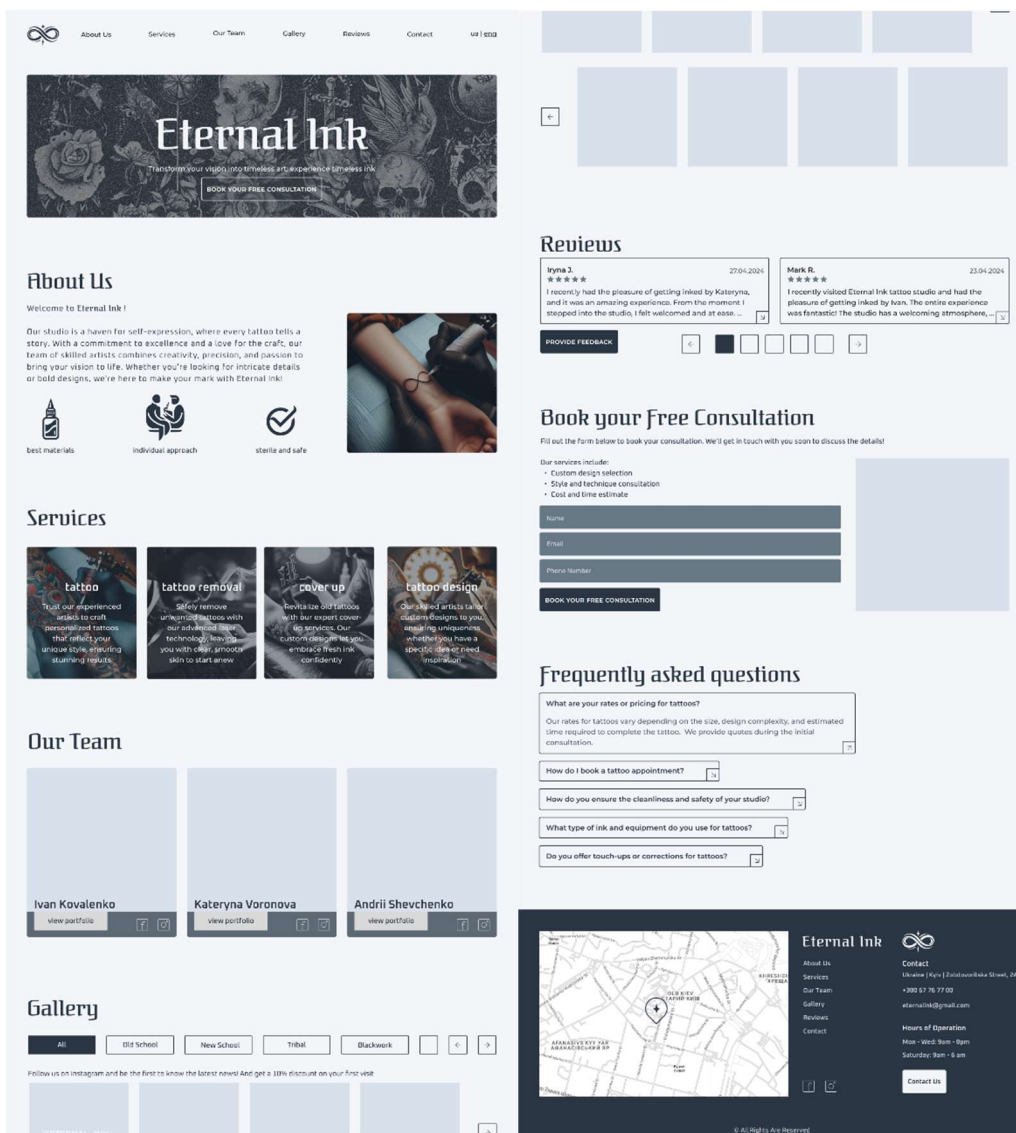 About Us
Services
Our Team
Gallery
Reviews
Contact
ua | eng
Eternal Ink
Transform your vision into timeless art: experience timeless ink
BOOK YOUR FREE CONSULTATION
About Us
Welcome to Eternal Ink !
Our studio is a haven for self-expression, where every tattoo tells a
story. With a commitment to excellence and a love for the craft, our
team of skilled artists combines creativity, precision, and passion to
bring your vision to life. Whether you're looking for intricate details
or bold designs, we're here to make your mark with Eternal Ink!
best materials
individual approach
sterile and safe
Services
tattoo
Trust our experienced
artists to craft
personalized tattoos
that reflect your
unique style, ensuring
stunning results
tattoo removal
Safely remove
unwanted tattoos with
our advanced laser
technology, leaving
you with clear, smooth
skin to start anew
cover up
Revitalize old tattoos
with our expert cover-
up services. Our
custom designs let you
embrace fresh ink
confidently
tattoo design
Our skilled artists tailor
custom designs to you,
ensuring uniqueness
whether you have a
specific idea or need
inspiration
Our Team
Ivan Kovalenko
view portfolio
Kateryna Voronova
view portfolio
Andrii Shevchenko
view portfolio
Gallery
All
Old School
New School
Tribal
Blackwork
Follow us on Instagram and be the first to know the latest news! And get a 10% discount on your first visit
Reviews
Iryna J.
27.04.2024
I recently had the pleasure of getting inked by Kateryna,
and it was an amazing experience. From the moment I
stepped into the studio, I felt welcomed and at ease. ...
Mark R.
23.04.2024
I recently visited Eternal Ink tattoo studio and had the
pleasure of getting inked by Ivan. The entire experience
was fantastic! The studio has a welcoming atmosphere, ...
PROVIDE FEEDBACK
Book your Free Consultation
Fill out the form below to book your consultation. We'll get in touch with you soon to discuss the details!
Our services include:
• Custom design selection
• Style and technique consultation
• Cost and time estimate
Name
Email
Phone Number
BOOK YOUR FREE CONSULTATION
Frequently asked questions
What are your rates or pricing for tattoos?
Our rates for tattoos vary depending on the size, design complexity, and estimated
time required to complete the tattoo. We provide quotes during the initial
consultation.
How do I book a tattoo appointment?
How do you ensure the cleanliness and safety of your studio?
What type of ink and equipment do you use for tattoos?
Do you offer touch-ups or corrections for tattoos?
OLD KIEV
СТАРИЙ КИЇВ
Eternal Ink
About Us
Services
Our Team
Gallery
Reviews
Contact
Contact
Ukraine | Kyiv | Zolotovoritska Street, 2A
+380 67 76 77 00
eternalink@gmail.com
Hours of Operation
Mon - Wed: 9am - 8pm
Saturday: 9am - 6 am
Contact Us
© All Rights Are Reserved